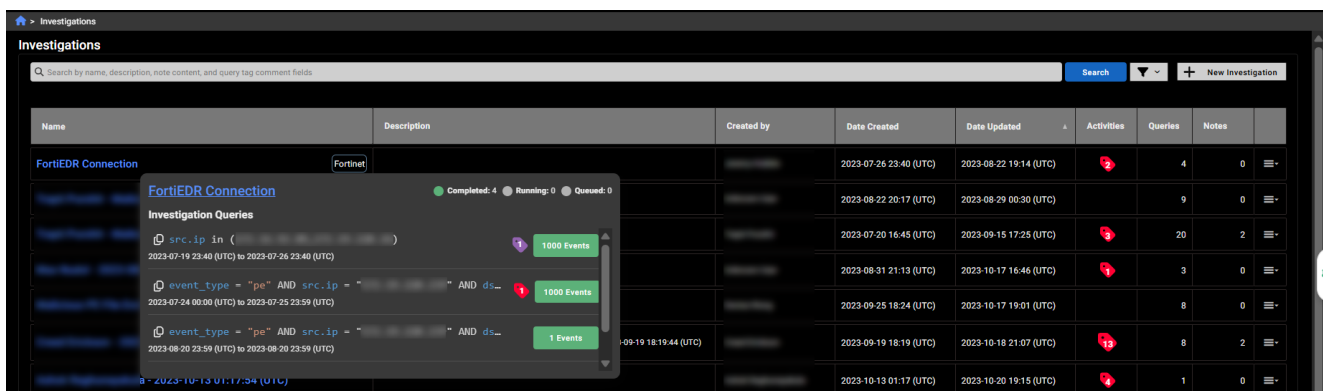 > Investigations
Investigations
Search by name, description, note content, and query tag comment fields
Search
New Investigation
Name Description Created by Date Created Date Updated Activities Queries Notes
FortiEDR Connection Fortinet 2023-07-26 23:40 (UTC) 2023-08-22 19:14 (UTC) 2 4 0
FortiEDR Connection Completed: 4 Running: 0 Queued: 0
2023-08-22 20:17 (UTC) 2023-08-29 00:30 (UTC) 9 0
Investigation Queries
src.ip in ( ) 1 1000 Events
2023-07-19 23:40 (UTC) to 2023-07-26 23:40 (UTC)
2023-07-20 16:45 (UTC) 2023-09-15 17:25 (UTC) 3 20 2
event_type = "pe" AND src.ip = " " AND ds… 1 1000 Events
2023-07-24 00:00 (UTC) to 2023-07-25 23:59 (UTC)
2023-08-31 21:13 (UTC) 2023-10-17 16:46 (UTC) 1 3 0
2023-09-25 18:24 (UTC) 2023-10-17 19:01 (UTC) 8 0
event_type = "pe" AND src.ip = " " AND ds… 1 Events
2023-08-20 23:59 (UTC) to 2023-08-20 23:59 (UTC)
-09-19 18:19:44 (UTC) 2023-09-19 18:19 (UTC) 2023-10-18 21:07 (UTC) 13 8 2
a - 2023-10-13 01:17:54 (UTC) 2023-10-13 01:17 (UTC) 2023-10-20 19:15 (UTC) 4 1 0